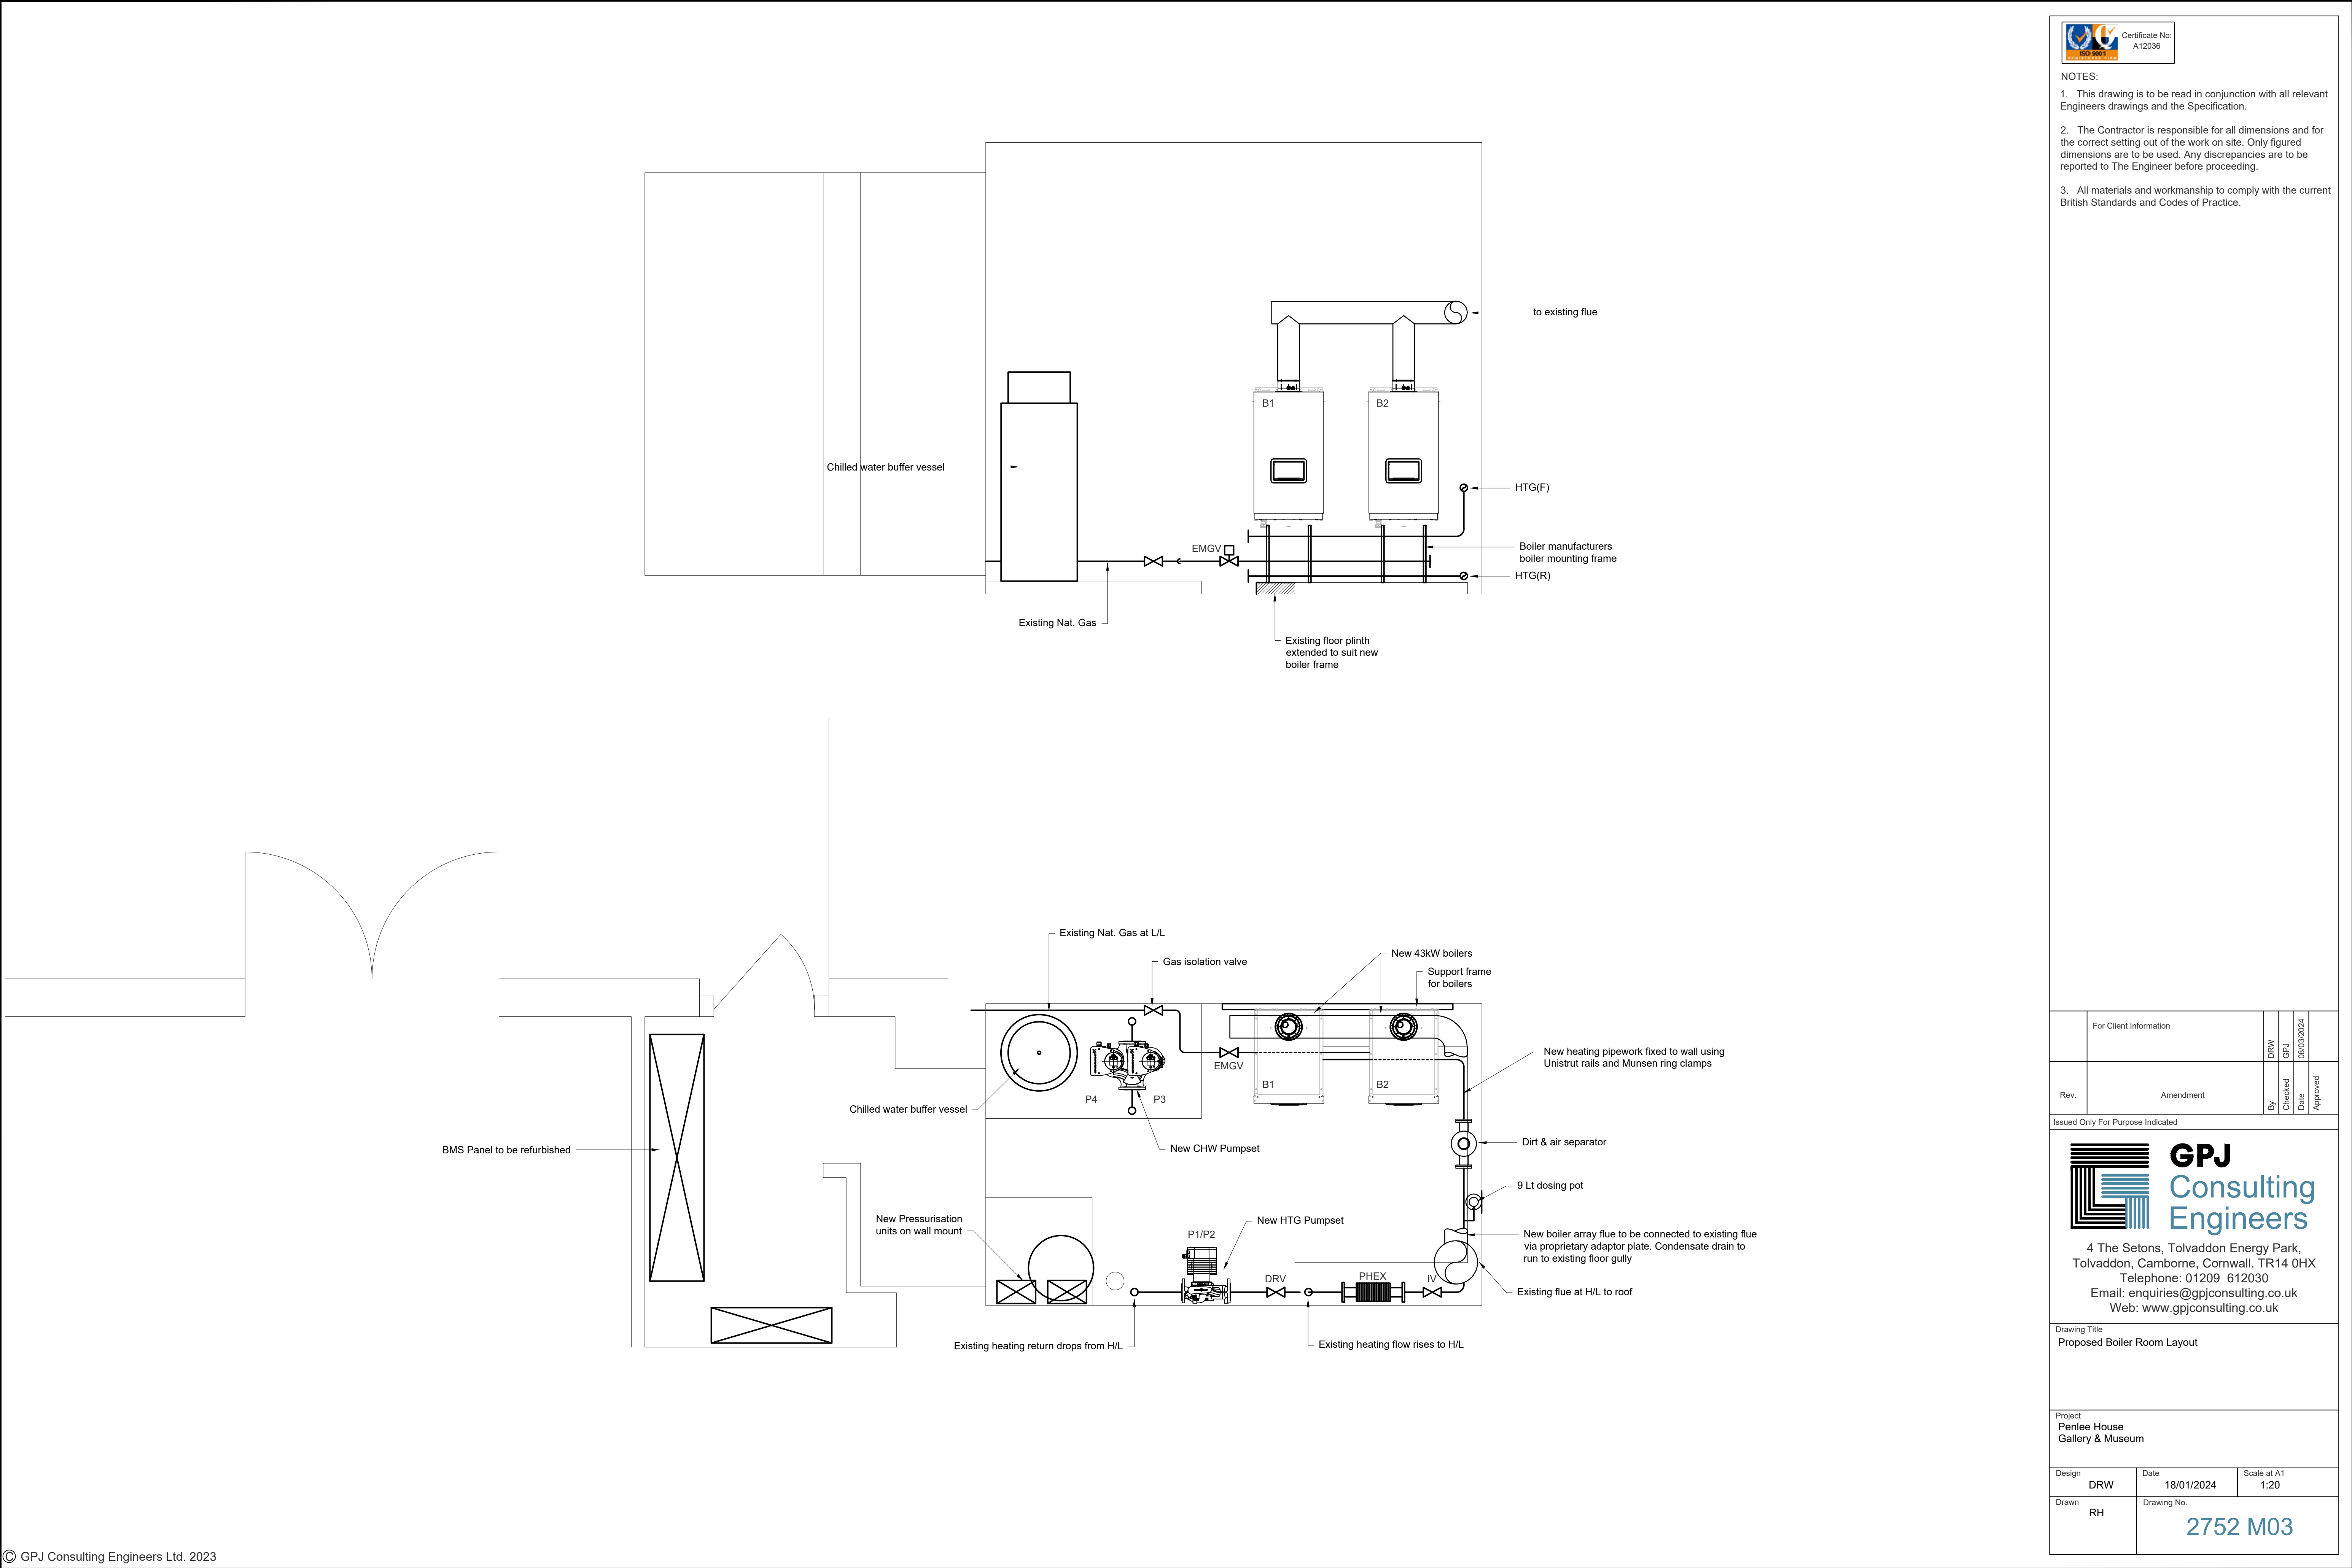 to existing flue
B1
B2
Chilled water buffer vessel
HTG(F)
EMGV
Boiler manufacturers
boiler mounting frame
HTG(R)
Existing Nat. Gas
Existing floor plinth
extended to suit new
boiler frame
Existing Nat. Gas at L/L
Gas isolation valve
New 43kW boilers
Support frame
for boilers
New heating pipework fixed to wall using
Unistrut rails and Munsen ring clamps
EMGV
B1
B2
P4
P3
Chilled water buffer vessel
BMS Panel to be refurbished
New CHW Pumpset
Dirt & air separator
9 Lt dosing pot
New Pressurisation
units on wall mount
New HTG Pumpset
P1/P2
New boiler array flue to be connected to existing flue
via proprietary adaptor plate. Condensate drain to
run to existing floor gully
DRV
PHEX
IV
Existing flue at H/L to roof
Existing heating return drops from H/L
Existing heating flow rises to H/L
© GPJ Consulting Engineers Ltd. 2023
ISO 9001
REGISTERED FIRM
Certificate No:
A12036
NOTES:
1. This drawing is to be read in conjunction with all relevant
Engineers drawings and the Specification.
2. The Contractor is responsible for all dimensions and for
the correct setting out of the work on site. Only figured
dimensions are to be used. Any discrepancies are to be
reported to The Engineer before proceeding.
3. All materials and workmanship to comply with the current
British Standards and Codes of Practice.
For Client Information
DRW
GPJ
08/03/2024
Rev.
Amendment
By
Checked
Date
Approved
Issued Only For Purpose Indicated
GPJ
Consulting
Engineers
4 The Setons, Tolvaddon Energy Park,
Tolvaddon, Camborne, Cornwall. TR14 0HX
Telephone: 01209 612030
Email: enquiries@gpjconsulting.co.uk
Web: www.gpjconsulting.co.uk
Drawing Title
Proposed Boiler Room Layout
Project
Penlee House
Gallery & Museum
Design
DRW
Date
18/01/2024
Scale at A1
1:20
Drawn
RH
Drawing No.
2752 M03